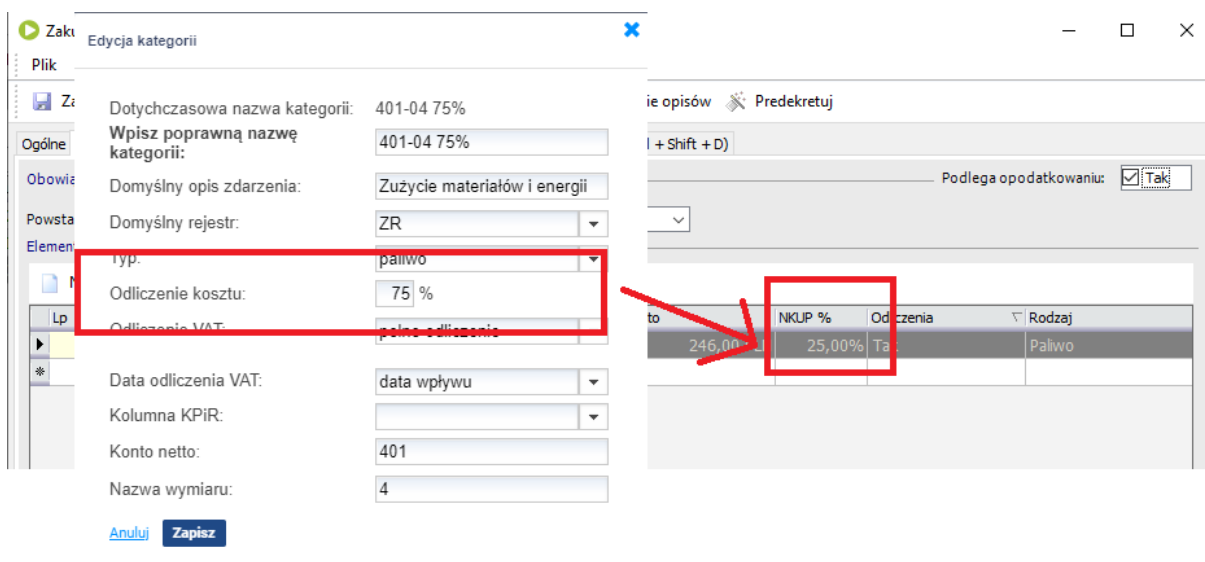 Zaku
Edycja kategorii
Plik
Za
ie opisów Predekretuj
Dotychczasowa nazwa kategorii: 401-04 75%
Wpisz poprawną nazwę kategorii: 401-04 75%
Ogólne
+ Shift + D)
Obowią
Podlega opodatkowaniu: Tak
Domyślny opis zdarzenia: Zużycie materiałów i energii
Powsta
Domyślny rejestr: ZR
Elemen
Typ: paliwo
Odliczenie kosztu: 75 %
Odliczenie VAT: pełne odliczenie
Lp
to NKUP % Odliczenia Rodzaj
246,00 25,00% Tak Paliwo
Data odliczenia VAT: data wpływu
Kolumna KPiR:
Konto netto: 401
Nazwa wymiaru: 4
Anuluj Zapisz